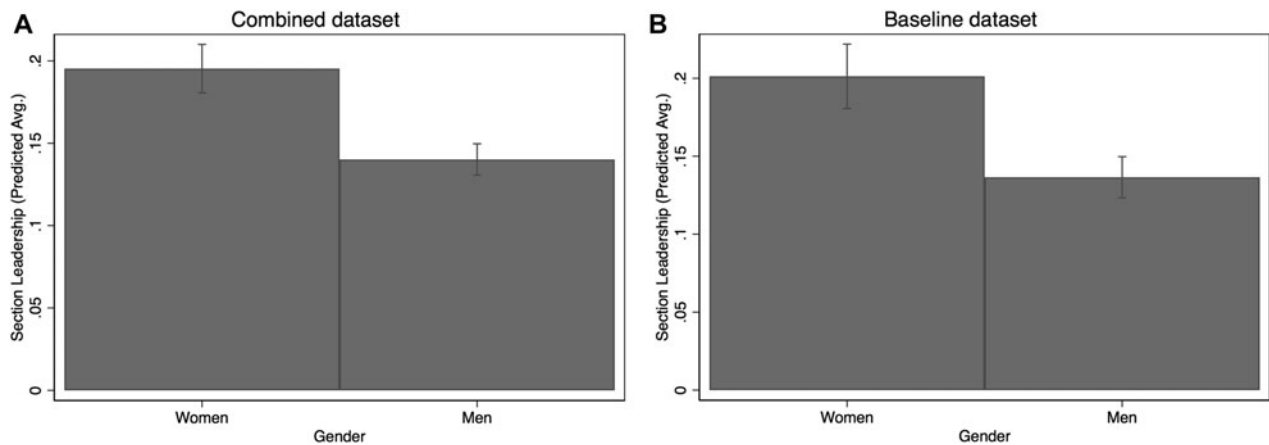 A
Combined dataset
Section Leadership (Predicted Avg.)
.2
.15
.1
.05
0
Women
Men
Gender
B
Baseline dataset
Section Leadership (Predicted Avg.)
.2
.15
.1
.05
0
Women
Men
Gender